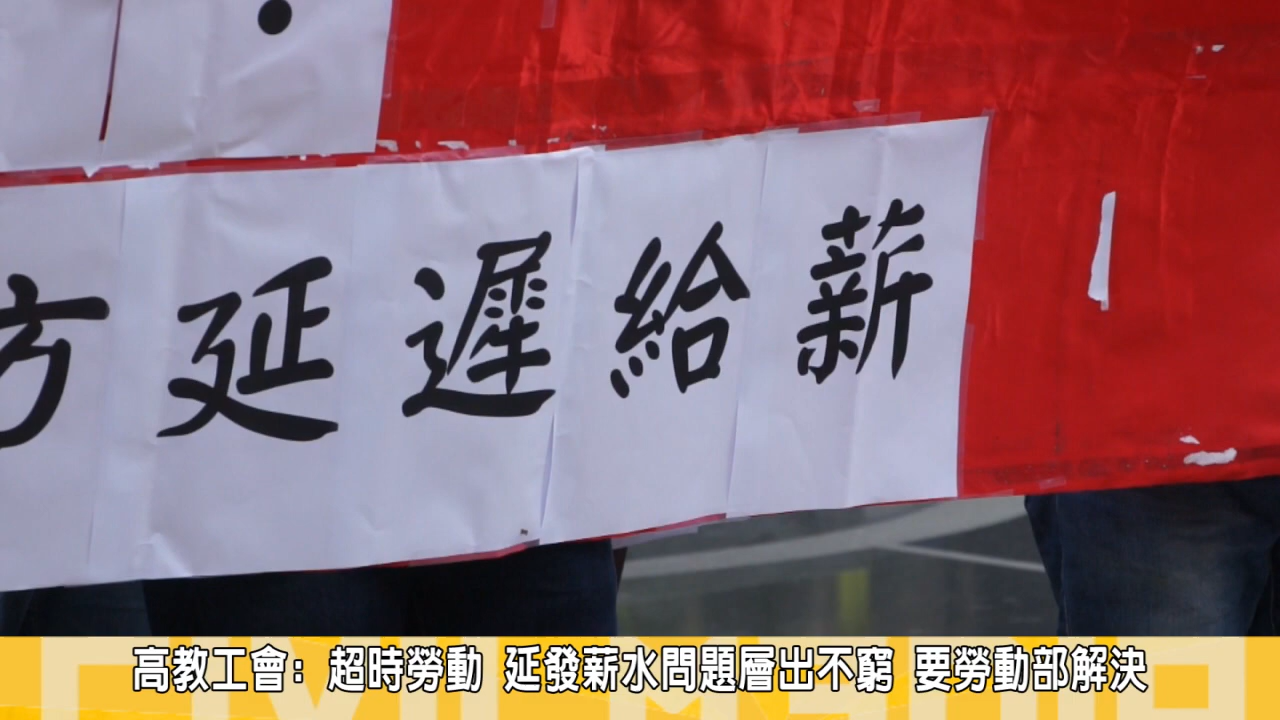 方延遲給薪
高教工會：超時勞動 延發薪水問題層出不窮 要勞動部解決